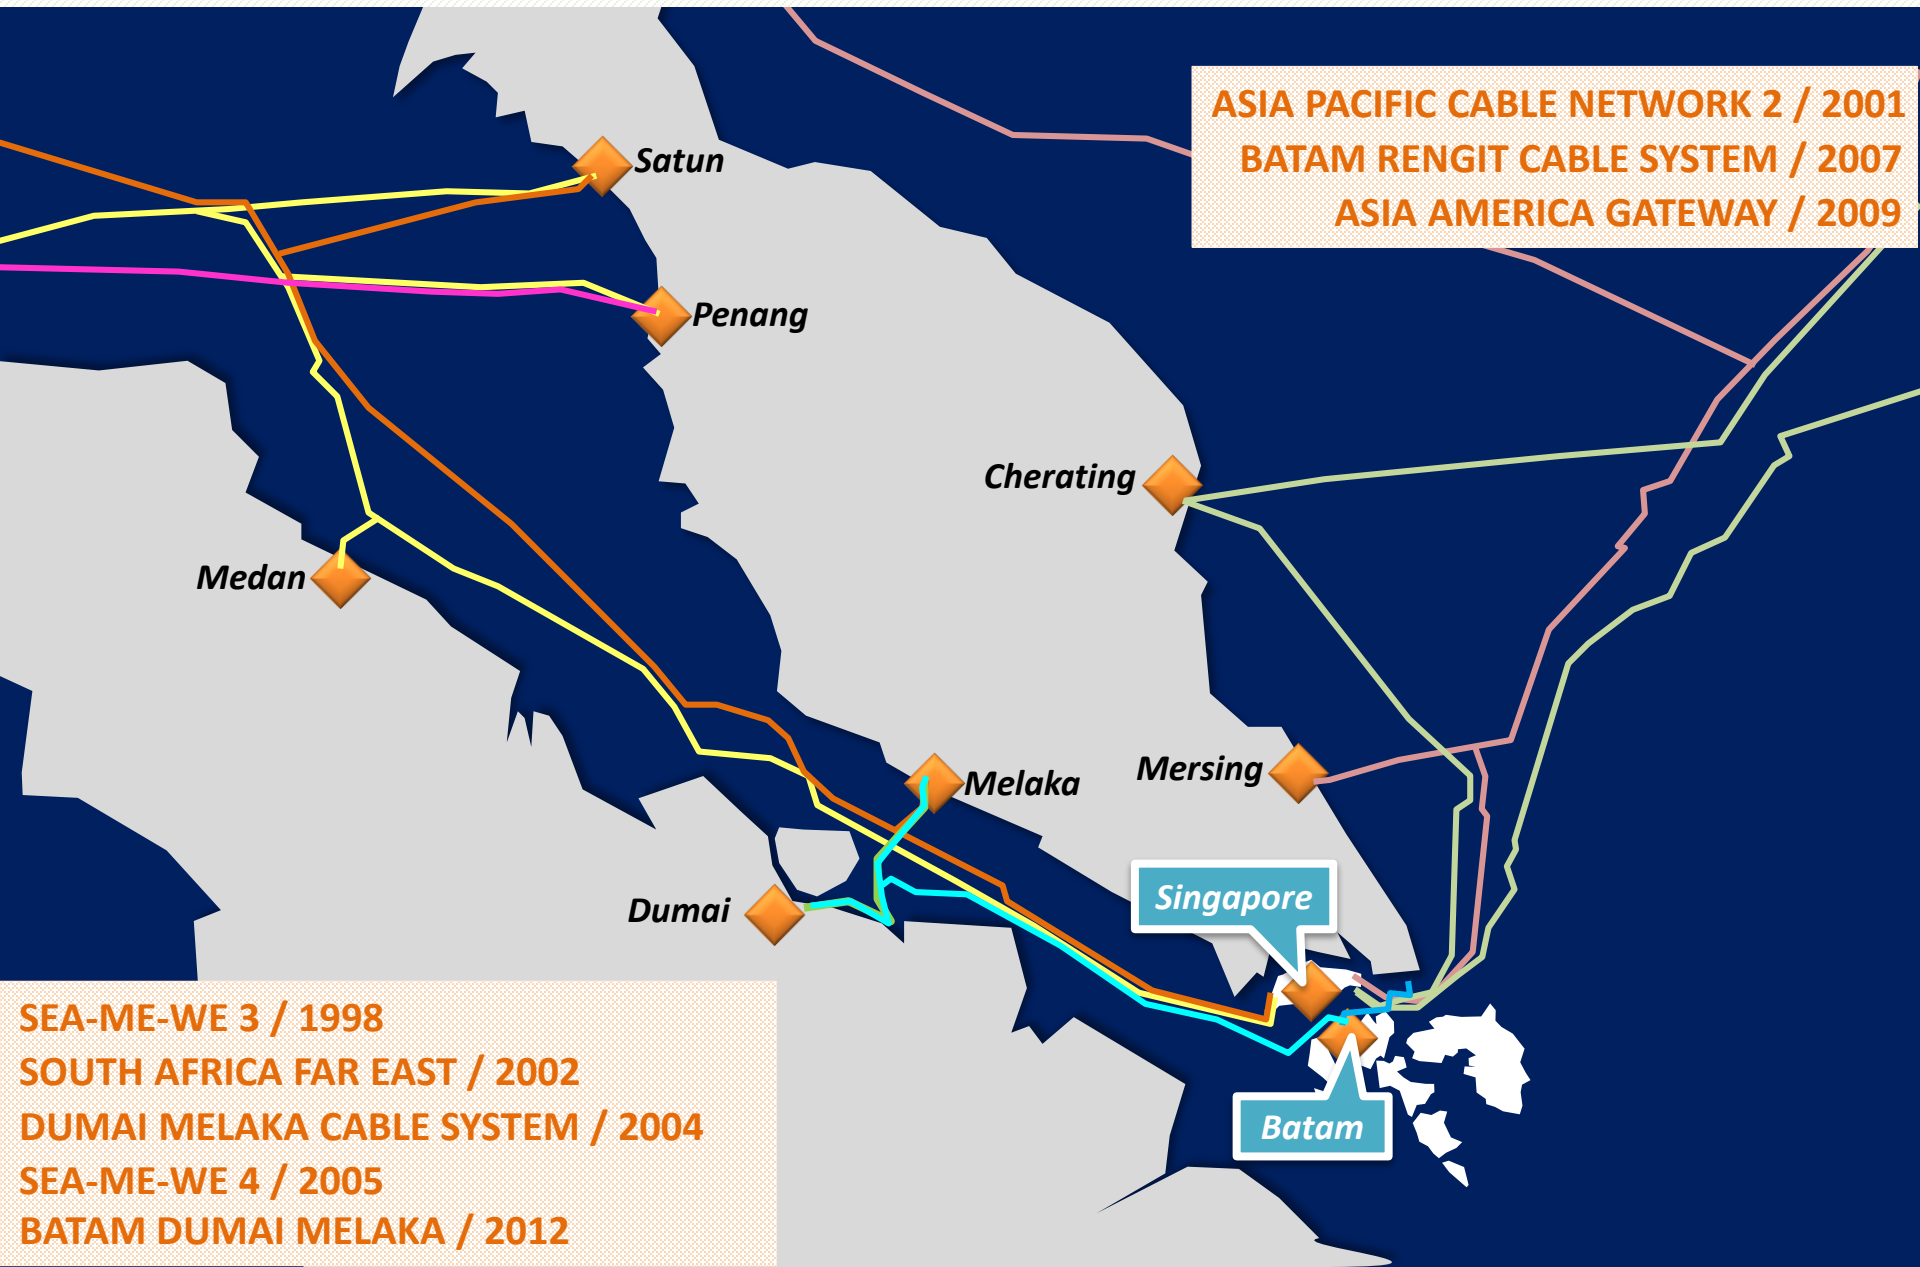 ASIA PACIFIC CABLE NETWORK 2 / 2001
BATAM RENGIT CABLE SYSTEM / 2007
ASIA AMERICA GATEWAY / 2009
Satun
Penang
Cherating
Medan
Melaka
Mersing
Dumai
Singapore
Batam
SEA-ME-WE 3 / 1998
SOUTH AFRICA FAR EAST / 2002
DUMAI MELAKA CABLE SYSTEM / 2004
SEA-ME-WE 4 / 2005
BATAM DUMAI MELAKA / 2012